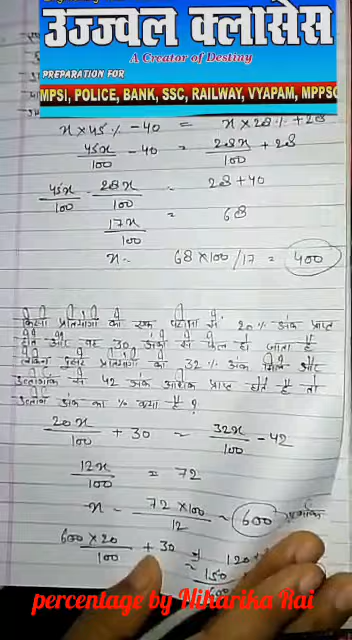 उज्ज्वल क्लासेस
A Creator of Destiny
PREPARATION FOR
MPSI, POLICE, BANK, SSC, RAILWAY, VYAPAM, MPPSC
x×45% -40 = x×28% +28
45x/100 - 40 = 28x/100 + 28
45x/100 - 28x/100 = 28+40
17x/100 = 68
x = 68×100/17 = 400
किसी प्रतियोगी को एक परीक्षा में 20% अंक प्राप्त
होते और वह 30 अंकों से फेल हो जाता है
लेकिन दूसरे प्रतियोगी को 32% अंक मिले और
उत्तीर्णांक से 42 अंक अधिक प्राप्त होते है तो
उत्तीर्ण अंक का % क्या है ?
20x/100 + 30 = 32x/100 - 42
12x/100 = 72
x = 72×100/12 = 600
600×20/100 + 30 = 120+
150
percentage by Niharika Rai